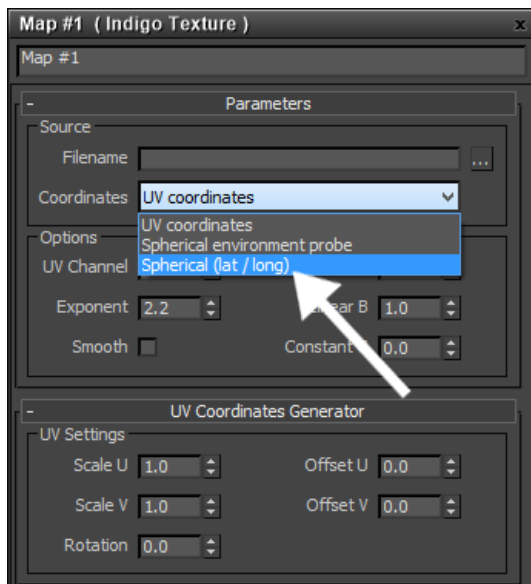 Map #1 ( Indigo Texture ) x
Map #1
- Parameters
Source
Filename ...
Coordinates UV coordinates
UV coordinates
Spherical environment probe
Spherical (lat / long)
Options
UV Channel
Exponent 2.2 B 1.0
Smooth Constant 0.0
- UV Coordinates Generator
UV Settings
Scale U 1.0 Offset U 0.0
Scale V 1.0 Offset V 0.0
Rotation 0.0